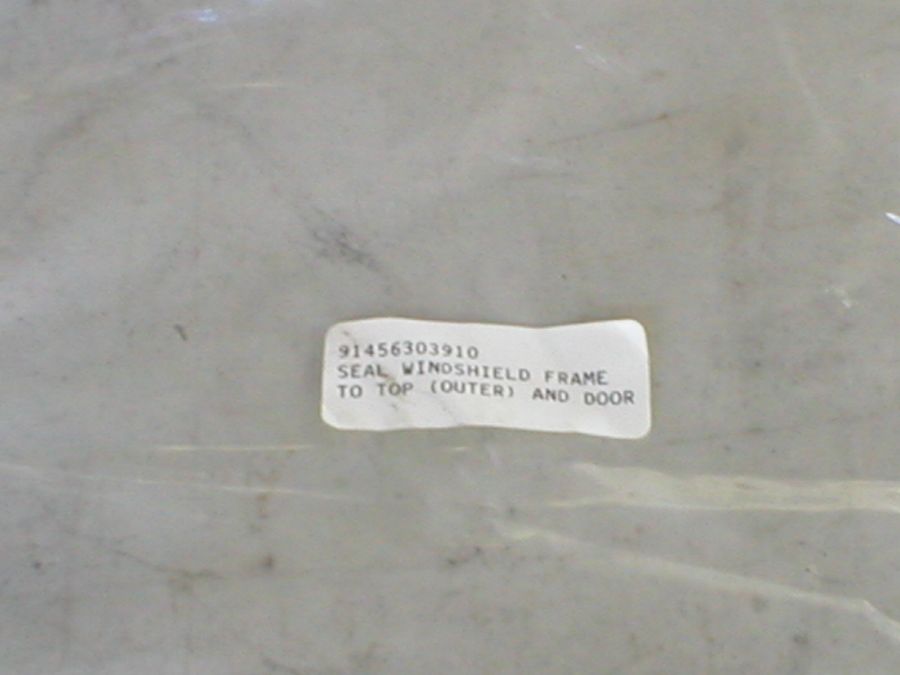 91456303910
SEAL WINDSHIELD FRAME
TO TOP (OUTER) AND DOOR